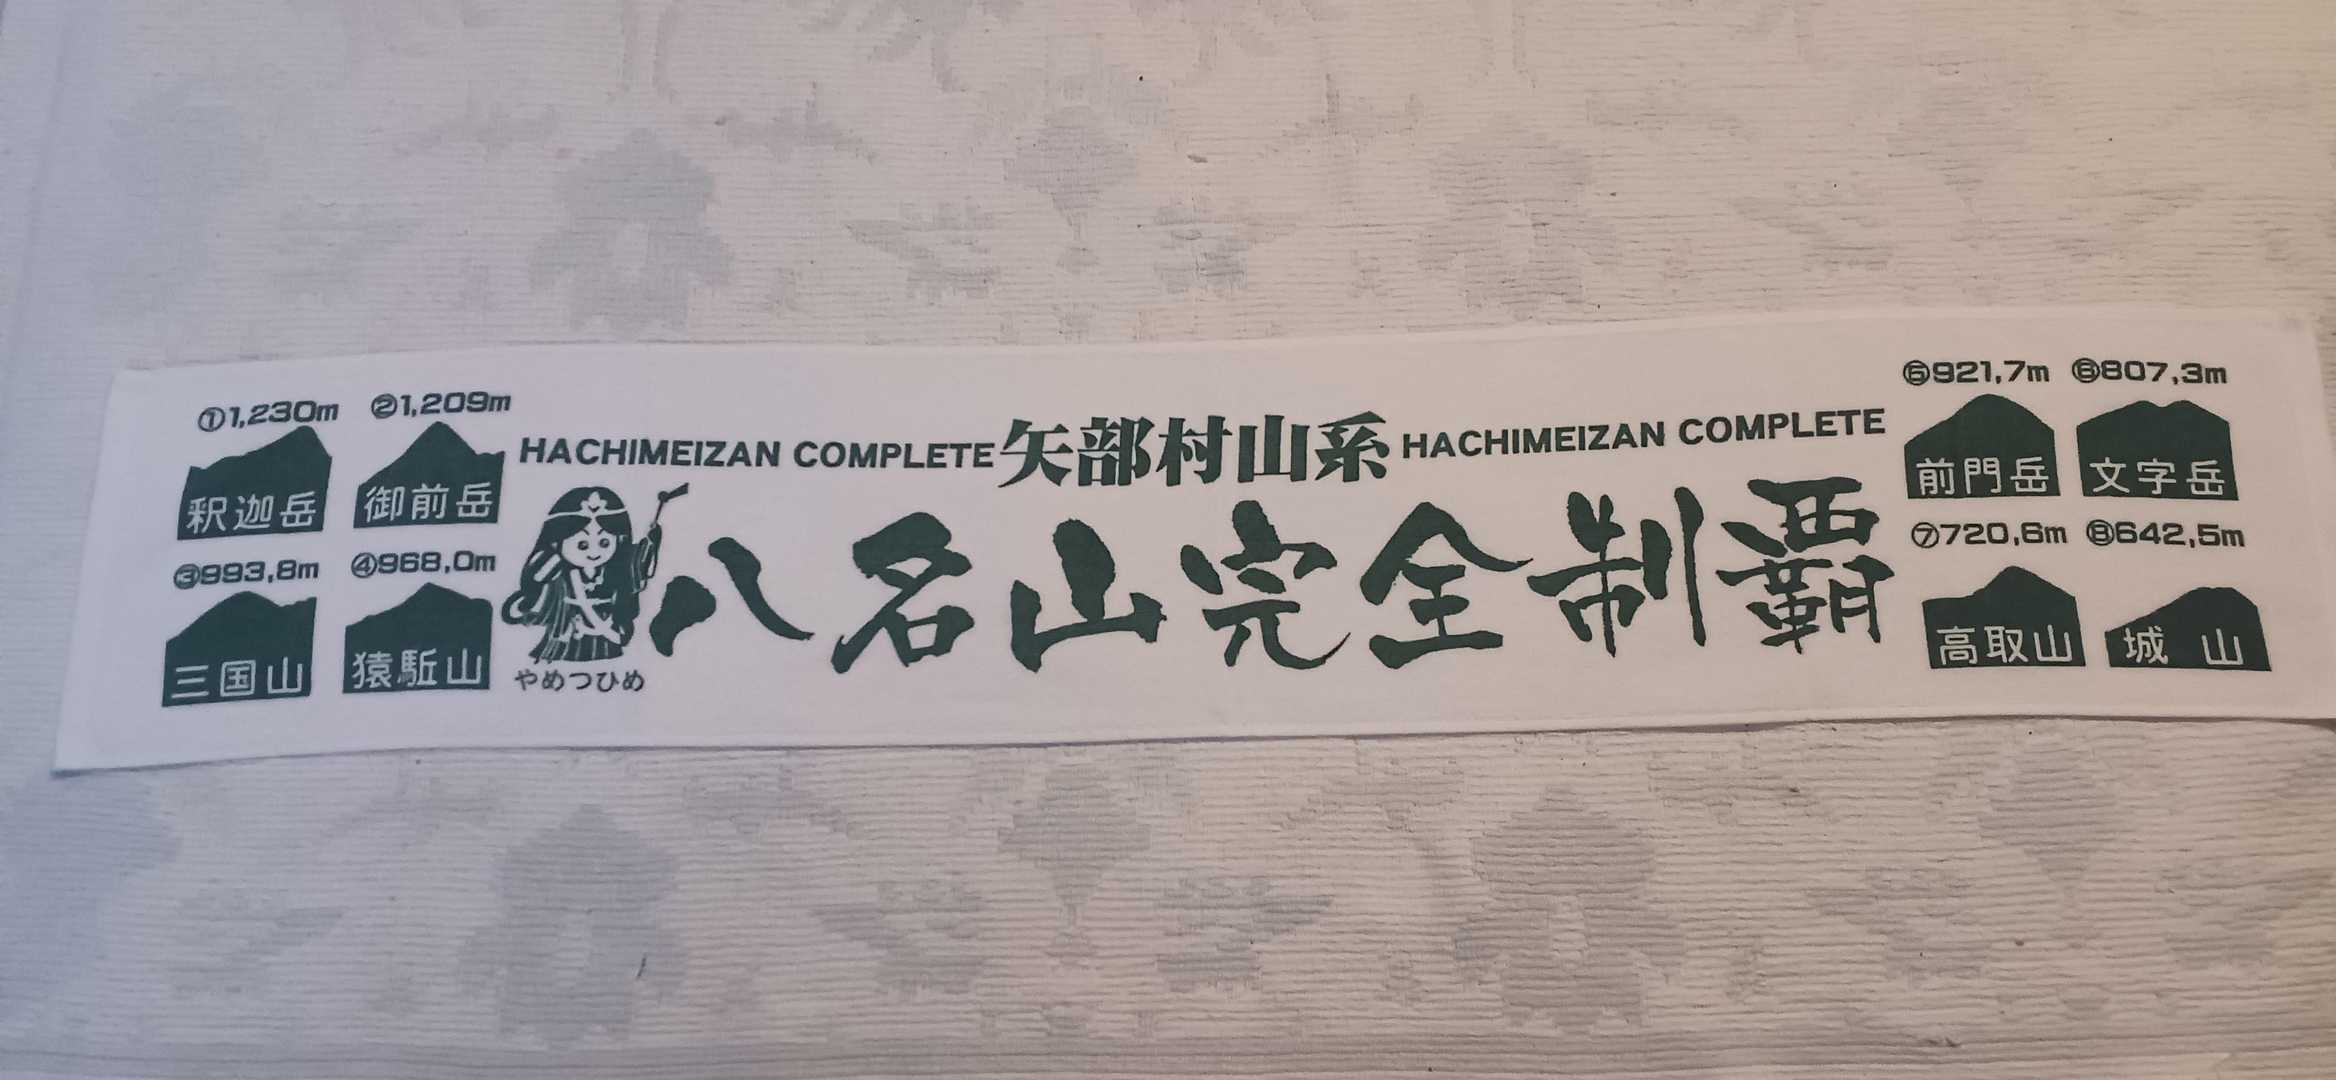 ①1,230m
釈迦岳
②1,209m
御前岳
③993,8m
三国山
④968,0m
猿駈山
HACHIMEIZAN COMPLETE 矢部村山系 HACHIMEIZAN COMPLETE
八名山完全制覇
やめつひめ
⑤921,7m
前門岳
⑥807,3m
文字岳
⑦720,6m
高取山
⑧642,5m
城山